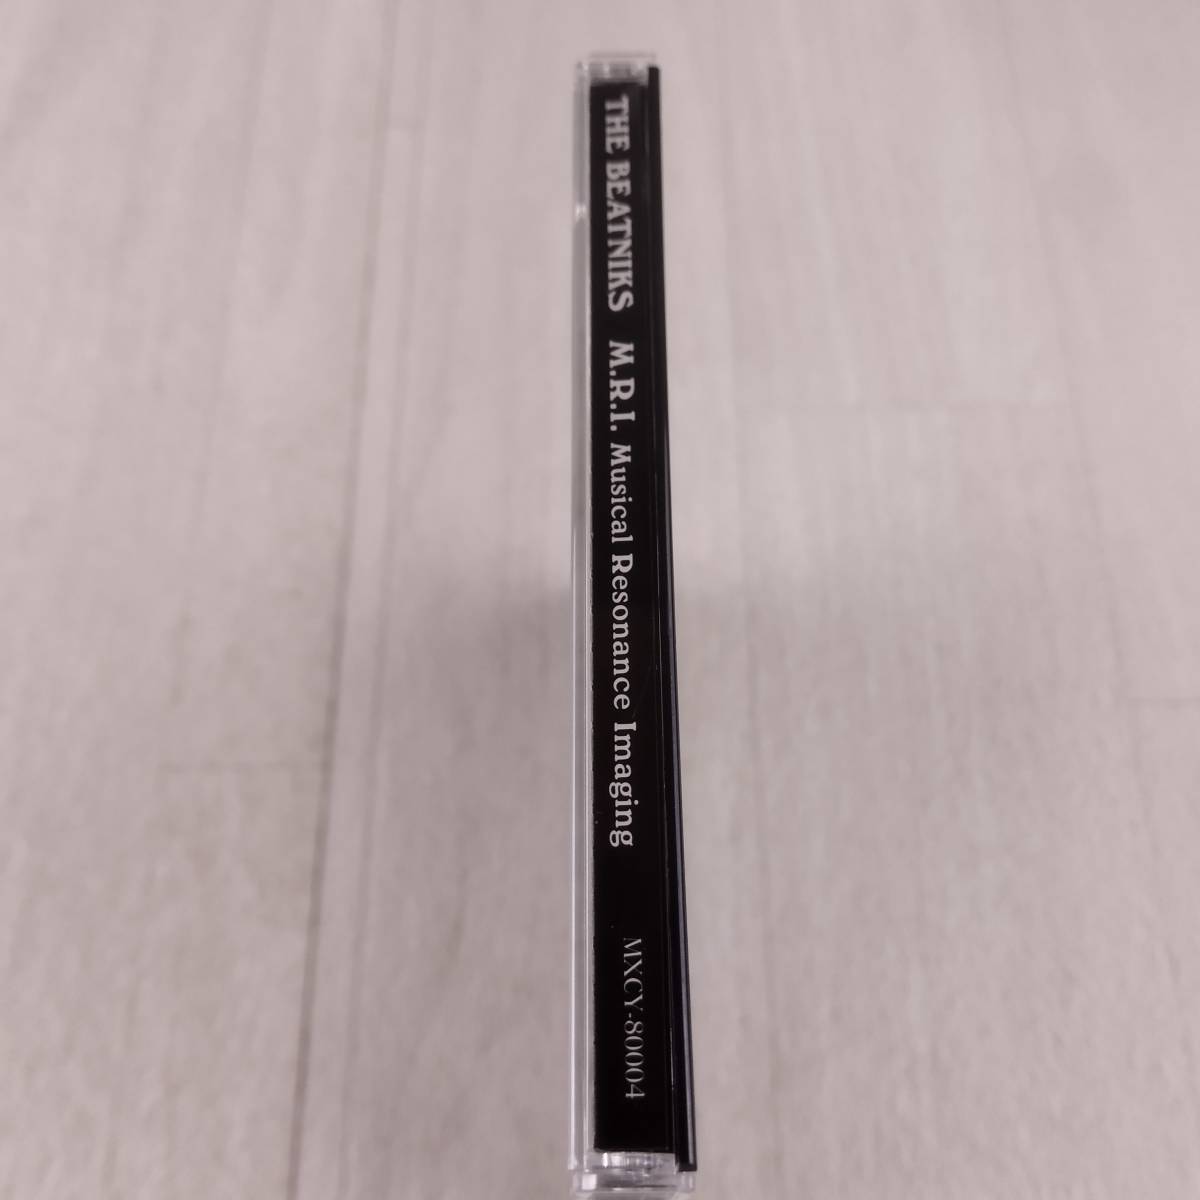 THE BEATNIKS M.R.I. Musical Resonance Imaging MXCY-80004